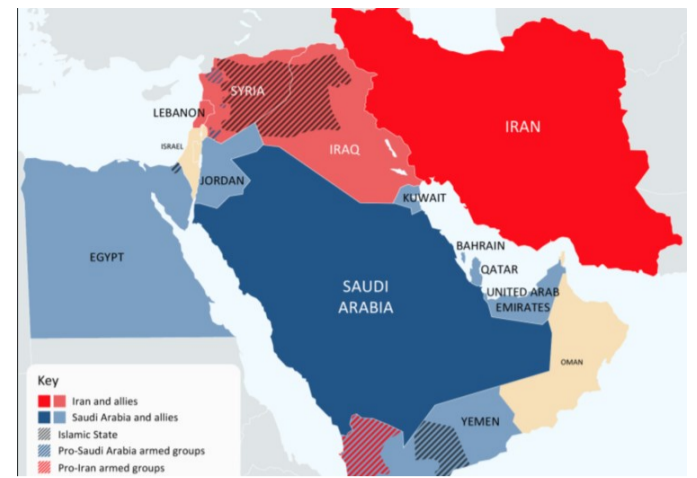 SYRIA
LEBANON
IRAN
ISRAEL
IRAQ
JORDAN
KUWAIT
BAHRAIN
EGYPT
QATAR
SAUDI
ARABIA
UNITED ARAB
EMIRATES
OMAN
YEMEN
Key
Iran and allies
Saudi Arabia and allies
Islamic State
Pro-Saudi Arabia armed groups
Pro-Iran armed groups